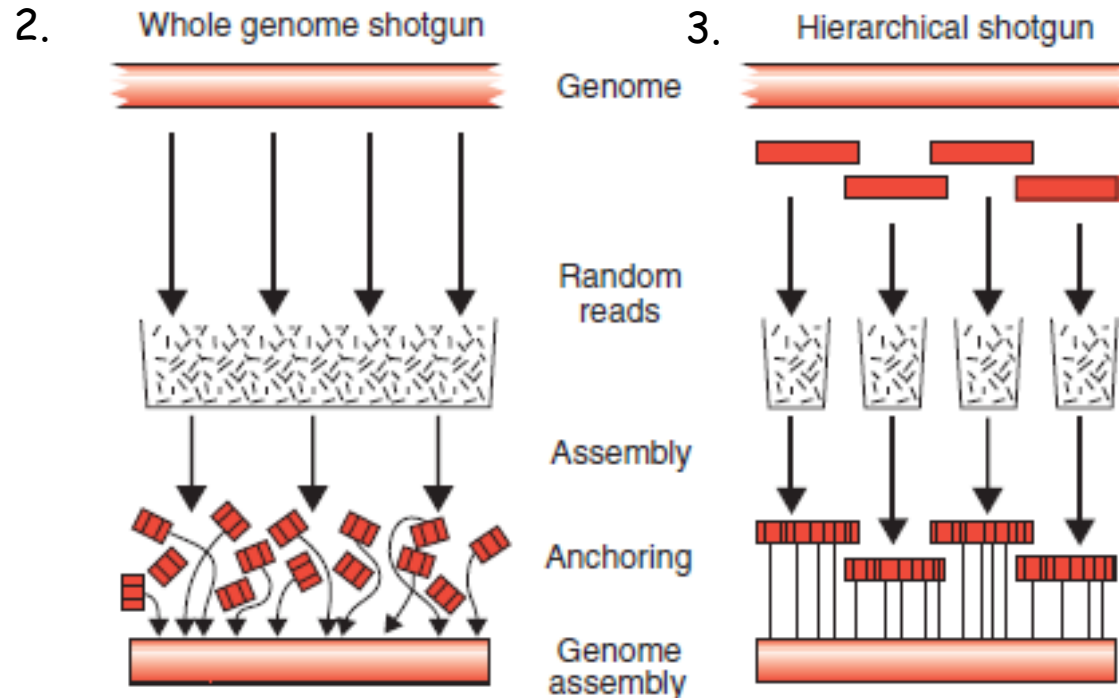 2.
Whole genome shotgun
3.
Hierarchical shotgun
Genome
Random
reads
Assembly
Anchoring
Genome
assembly